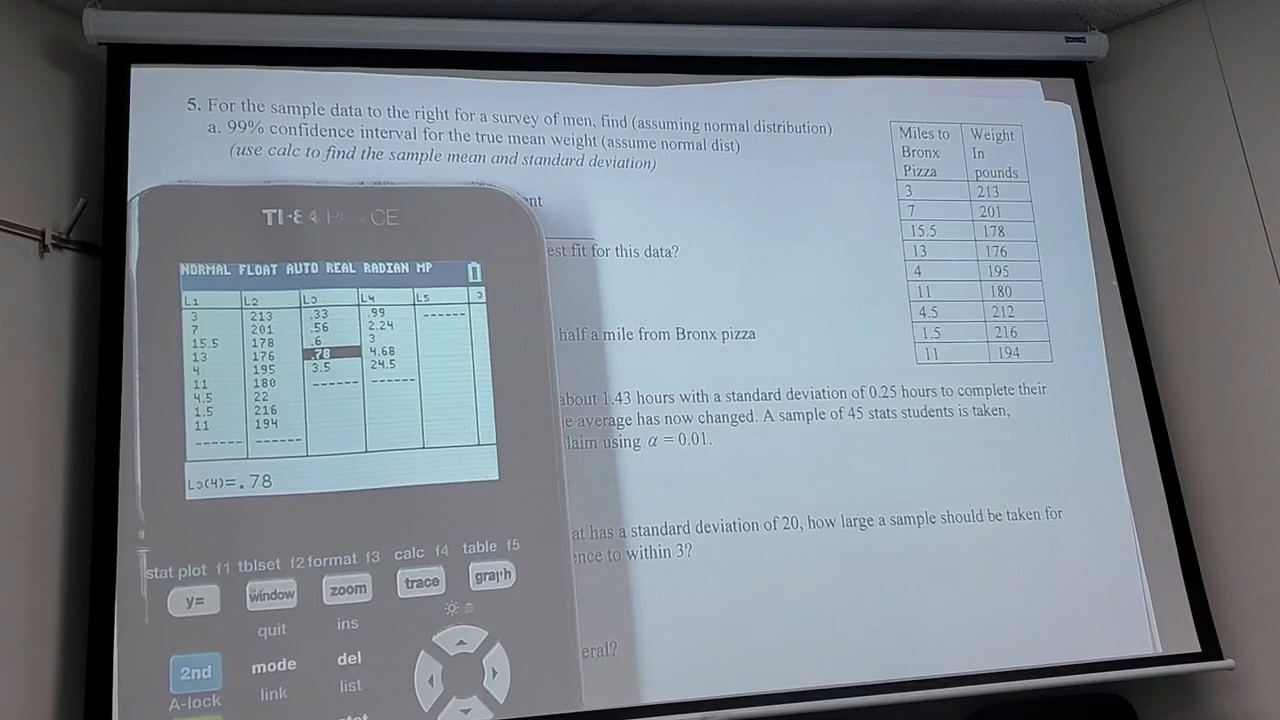 5. For the sample data to the right for a survey of men, find (assuming normal distribution)
a. 99% confidence interval for the true mean weight (assume normal dist)
(use calc to find the sample mean and standard deviation)
Miles to Bronx Pizza Weight In pounds
3 213
7 201
15.5 178
13 176
4 195
11 180
4.5 212
1.5 216
11 194
est fit for this data?
half a mile from Bronx pizza
about 1.43 hours with a standard deviation of 0.25 hours to complete their
e average has now changed. A sample of 45 stats students is taken,
laim using α = 0.01.
at has a standard deviation of 20, how large a sample should be taken for
ence to within 3?
eral?
TI-84 CE
NORMAL FLOAT AUTO REAL RADIAN MP
L1 L2 L3 L4 L5 3
3 213 .33 .99 ------
7 201 .56 2.24
15.5 178 .6 3
13 176 .78 4.68
4 195 3.5 24.5
11 180 ------ ------
4.5 22
1.5 216
11 194
------ ------
L3(4)=.78
stat plot f1 tblset f2 format f3 calc f4 table f5
y= window zoom trace graph
quit ins
2nd mode del
A-lock link list